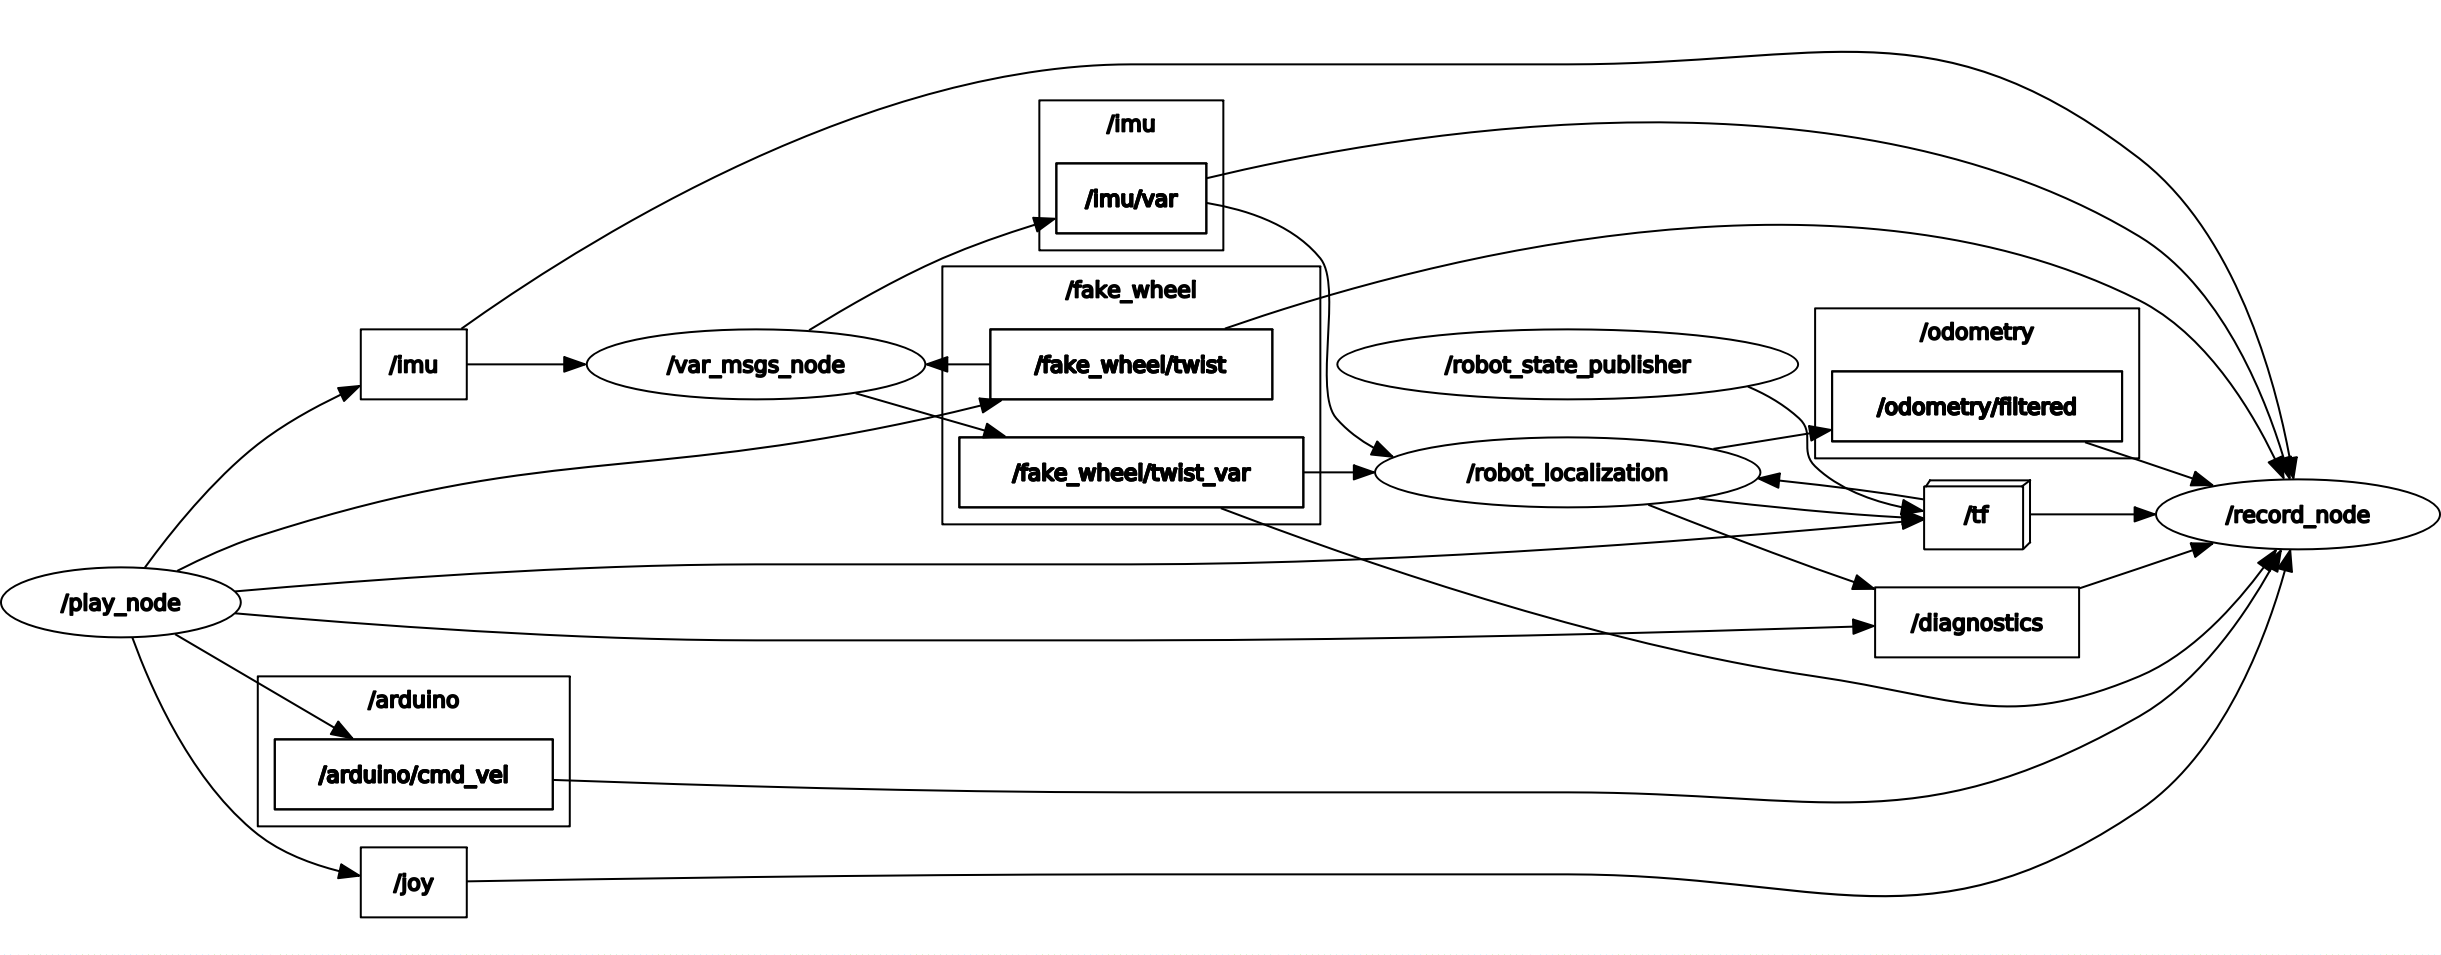 /imu
/imu/var
/fake_wheel
/fake_wheel/twist
/fake_wheel/twist_var
/imu
/var_msgs_node
/robot_state_publisher
/robot_localization
/odometry
/odometry/filtered
/tf
/record_node
/diagnostics
/play_node
/arduino
/arduino/cmd_vel
/joy